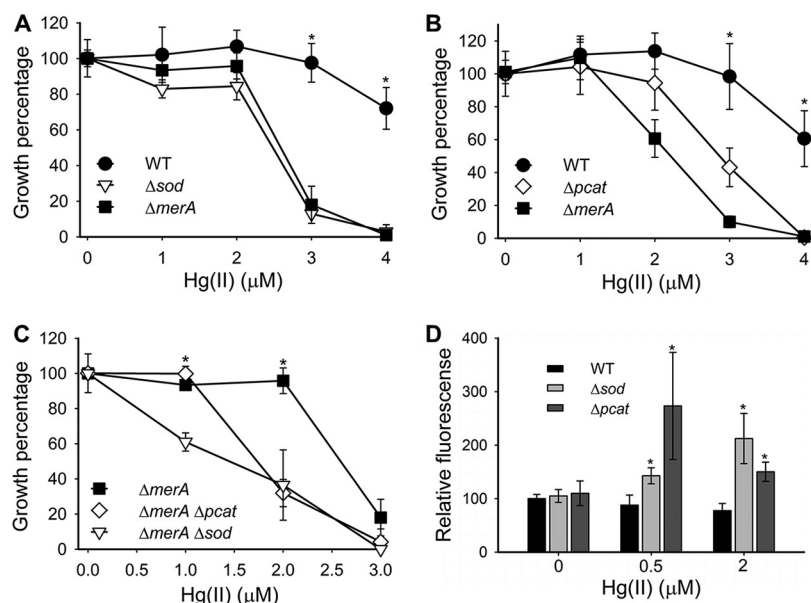 A
Growth percentage
120
100
80
60
40
20
0
WT
Δsod
ΔmerA
0 1 2 3 4
Hg(II) (μM)
* *
B
Growth percentage
120
100
80
60
40
20
0
WT
Δpcat
ΔmerA
0 1 2 3 4
Hg(II) (μM)
* *
C
Growth percentage
120
100
80
60
40
20
0
ΔmerA
ΔmerA Δpcat
ΔmerA Δsod
0.0 0.5 1.0 1.5 2.0 2.5 3.0
Hg(II) (μM)
* *
D
Relative fluorescense
400
300
200
100
0
WT
Δsod
Δpcat
* * * *
0 0.5 2
Hg(II) (μM)